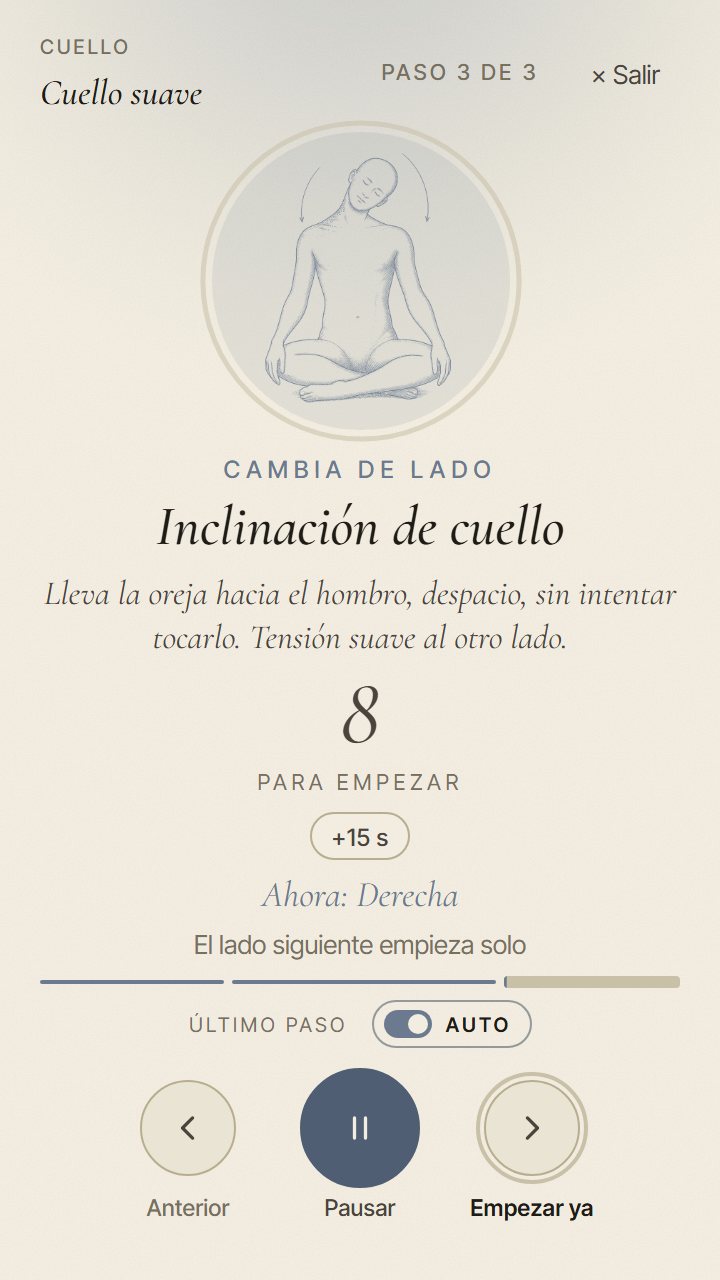 CUELLO
Cuello suave
PASO 3 DE 3
× Salir
CAMBIA DE LADO
Inclinación de cuello
Lleva la oreja hacia el hombro, despacio, sin intentar
tocarlo. Tensión suave al otro lado.
8
PARA EMPEZAR
+15 s
Ahora: Derecha
El lado siguiente empieza solo
ÚLTIMO PASO
AUTO
Anterior
Pausar
Empezar ya